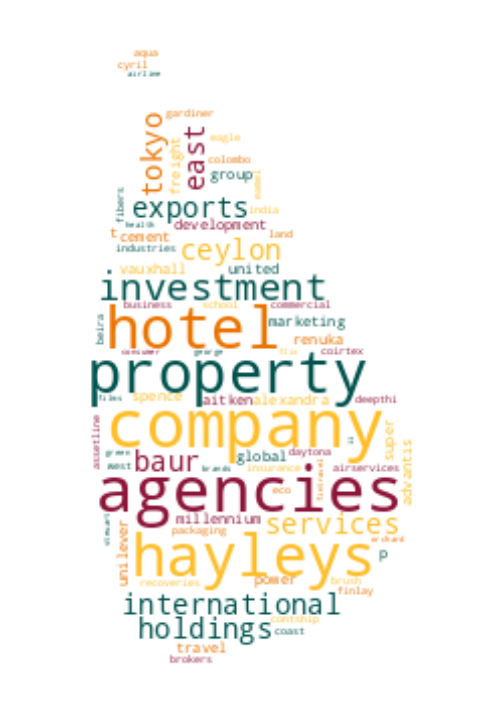 aqua
cyril
airline
gardiner
tokyo
east
eagle
freight
colombo
group
fibers
exports
india
health
development
t cement
land
industries
ceylon
vauxhall
united
investment
business
school
commercial
hotel
beira
marketing
renuka
consumer
george
coirtex
property
files
spence
aitken alexandra
deepthi
company
assetline
super
green
global
daytona
baur
west
brands
insurance
airservices
advantis
agencies
eco
millennium
services
stewart
packaging
orchard
unilever
hayleys
p
recoveries
power
brush
finlay
international
contship
holdings
coast
travel
brokers